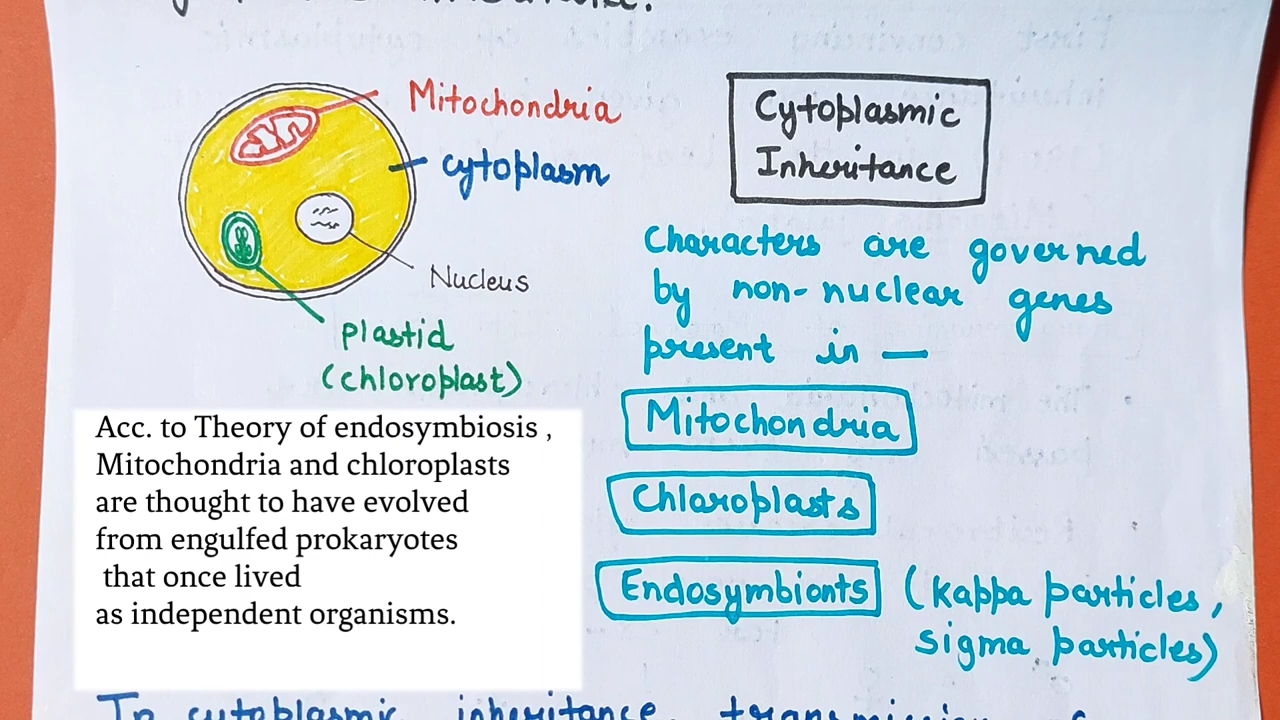 Mitochondria
cytoplasm
Nucleus
plastid
(chloroplast)
Acc. to Theory of endosymbiosis ,
Mitochondria and chloroplasts
are thought to have evolved
from engulfed prokaryotes
that once lived
as independent organisms.
Cytoplasmic
Inheritance
Characters are governed
by non-nuclear genes
present in —
Mitochondria
Chloroplasts
Endosymbionts (kappa particles,
sigma particles)
In cytoplasmic inheritance, transmission of